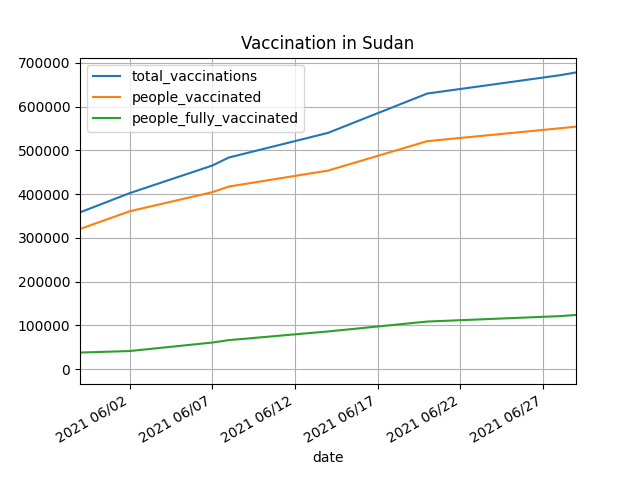 Vaccination in Sudan
700000
600000
500000
400000
300000
200000
100000
0
total_vaccinations
people_vaccinated
people_fully_vaccinated
2021 06/02
2021 06/07
2021 06/12
2021 06/17
2021 06/22
2021 06/27
date